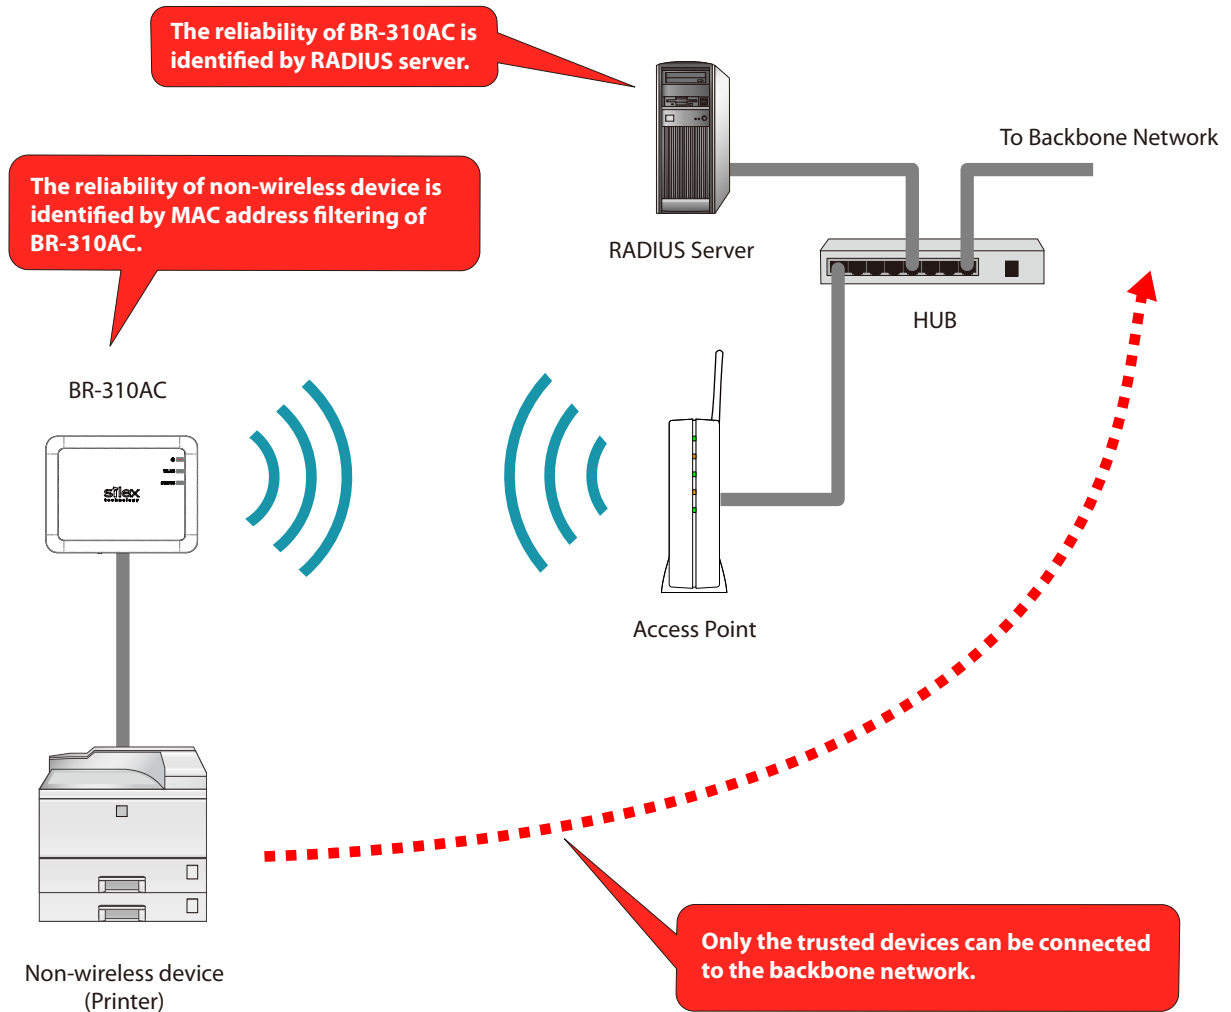 The reliability of BR-310AC is
identified by RADIUS server.
To Backbone Network
The reliability of non-wireless device is
identified by MAC address filtering of
BR-310AC.
RADIUS Server
HUB
BR-310AC
silex
technology
Access Point
Only the trusted devices can be connected
to the backbone network.
Non-wireless device
(Printer)